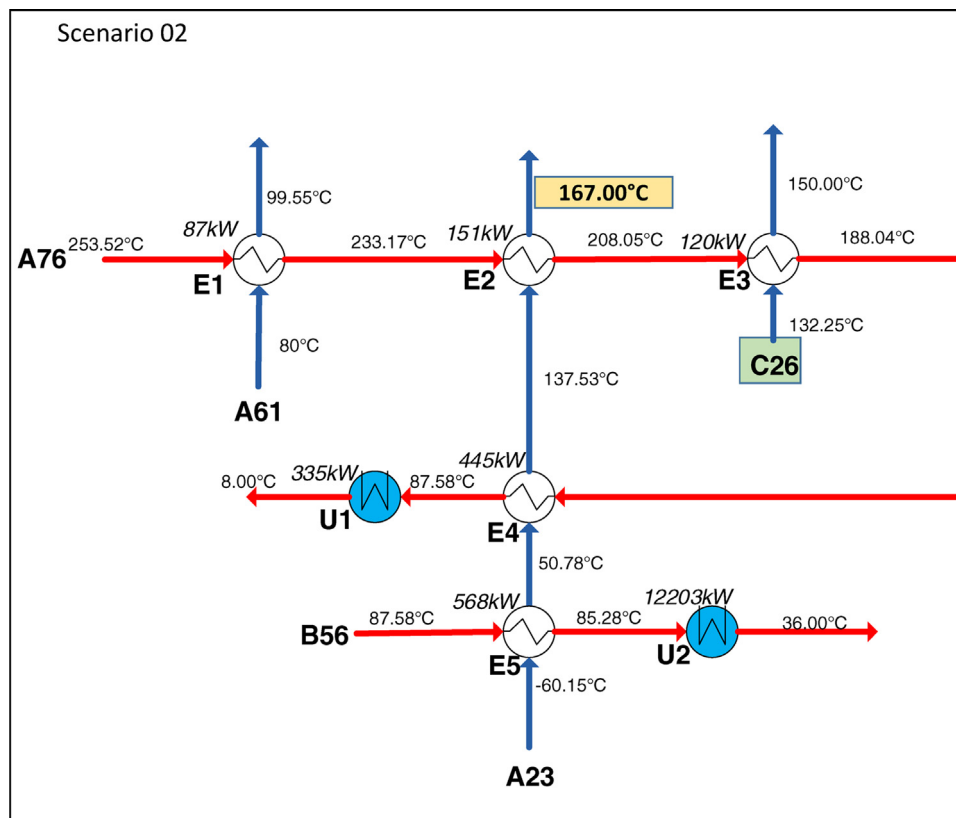 Scenario 02
99.55°C
167.00°C
150.00°C
87kW
151kW
120kW
A76
253.52°C
233.17°C
208.05°C
188.04°C
E1
E2
E3
80°C
132.25°C
C26
137.53°C
A61
335kW
445kW
8.00°C
87.58°C
U1
E4
50.78°C
568kW
12203kW
B56
87.58°C
85.28°C
36.00°C
E5
U2
-60.15°C
A23